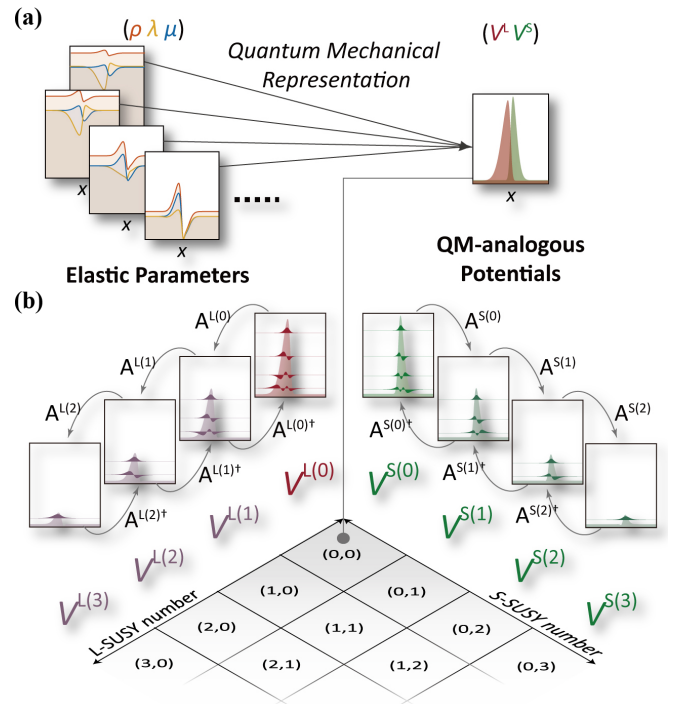 (a)
(ρ λ μ)
(Vᴸ Vˢ)
Quantum Mechanical
Representation
x
x
x
x
Elastic Parameters
QM-analogous
Potentials
(b)
A^L(0)
A^S(0)
A^L(1)
A^S(1)
A^L(2)
A^S(2)
A^L(0)†
A^S(0)†
A^L(1)†
A^S(1)†
A^L(2)†
A^S(2)†
V^L(0)
V^S(0)
V^L(1)
V^S(1)
V^L(2)
V^S(2)
V^L(3)
V^S(3)
L-SUSY number
S-SUSY number
(0,0)
(1,0)
(0,1)
(2,0)
(1,1)
(0,2)
(3,0)
(2,1)
(1,2)
(0,3)